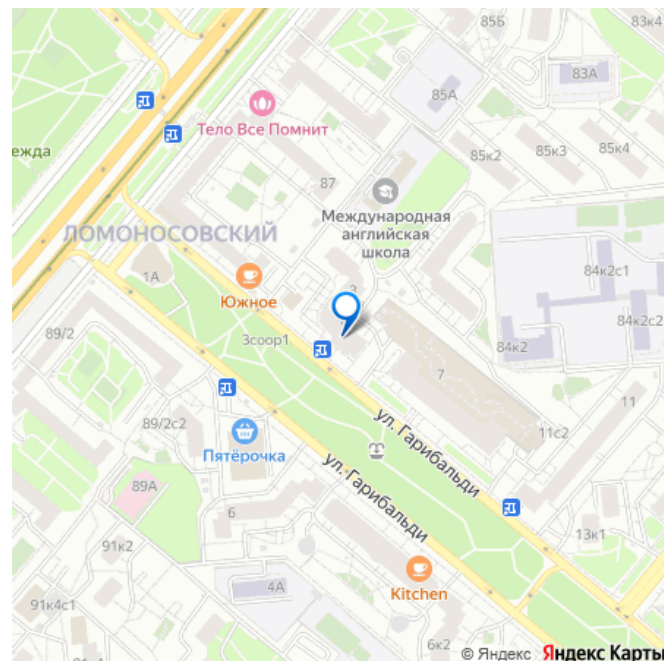 85Б
83А
85А
Тело Все Помнит
ежда
85к2
85к3
85к4
87
Международная
английская
школа
ЛОМОНОСОВСКИЙ
84к2с1
1А
3
Южное
84к2с2
89/2
3соор1
84к2
7
11
ул. Гарибальди
89/2с2
11с2
Пятёрочка
ул. Гарибальди
89А
6
13к1
91к2
4А
Kitchen
91к4с1
6к2
© Яндекс Яндекс Карты